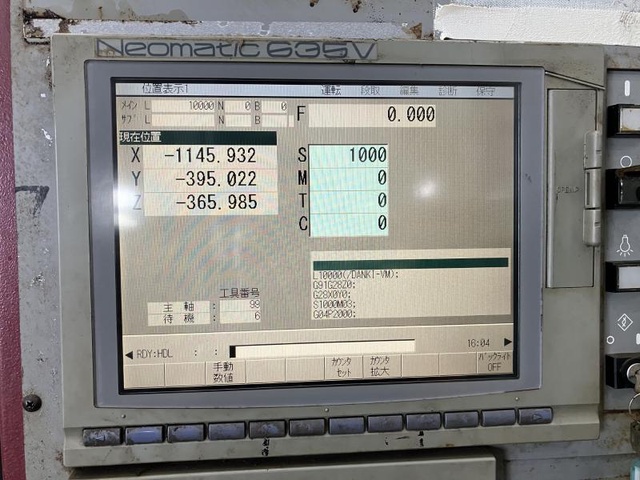 Neomatic 635V
位置表示1 運転 段取 編集 診断 保守
メイン L 10000 N 0 B 0
サブ L N B
F 0.000
現在位置
X -1145.932
Y -395.022
Z -365.985
S 1000
M 0
T 0
C 0
L10000(/DANKI-VM);
G91G28Z0;
G28X0Y0;
S1000M03;
G04P2000;
工具番号
主軸 : 99
待機 : 6
RDY:HDL : :
16:04
手動
数値
カウンタ
セット
カウンタ
拡大
バックライト
OFF